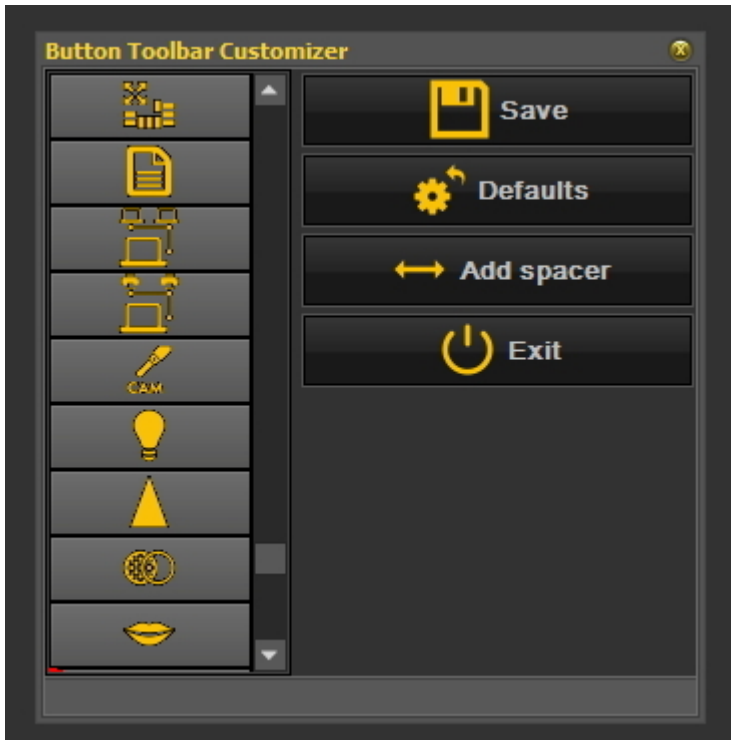 Button Toolbar Customizer
Save
Defaults
Add spacer
Exit
CAM